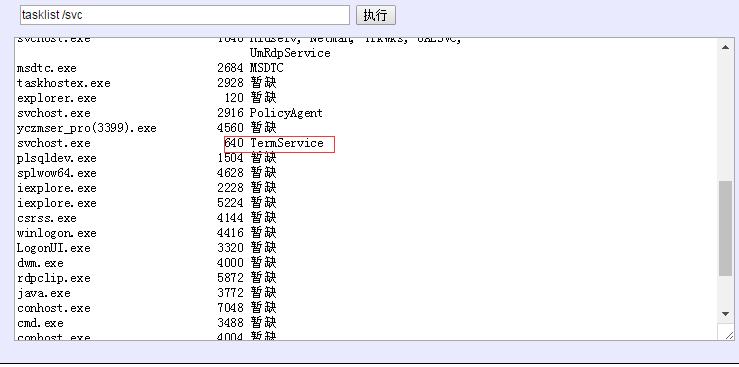 tasklist /svc 执行
svchost.exe 1040 Hidserv, Netman, TrkWks, UALSVC,
UmRdpService
msdtc.exe 2684 MSDTC
taskhostex.exe 2928 暂缺
explorer.exe 120 暂缺
svchost.exe 2916 PolicyAgent
yczmser_pro(3399).exe 4560 暂缺
svchost.exe 640 TermService
plsqldev.exe 1504 暂缺
splwow64.exe 4628 暂缺
iexplore.exe 2228 暂缺
iexplore.exe 5224 暂缺
csrss.exe 4144 暂缺
winlogon.exe 4416 暂缺
LogonUI.exe 3320 暂缺
dwm.exe 4000 暂缺
rdpclip.exe 5872 暂缺
java.exe 3772 暂缺
conhost.exe 7048 暂缺
cmd.exe 3488 暂缺
conhost.exe 4004 暂缺